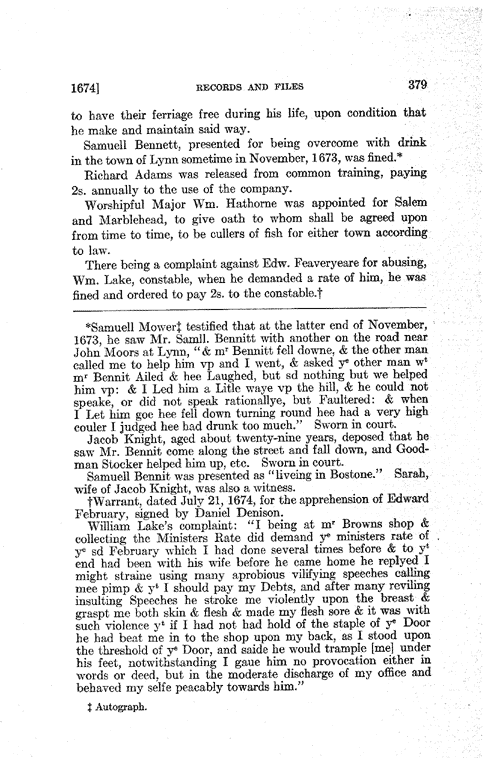 1674] RECORDS AND FILES 379
to have their ferriage free during his life, upon condition that
he make and maintain said way.
Samuell Bennett, presented for being overcome with drink
in the town of Lynn sometime in November, 1673, was fined.*
Richard Adams was released from common training, paying
2s. annually to the use of the company.
Worshipful Major Wm. Hathorne was appointed for Salem
and Marblehead, to give oath to whom shall be agreed upon
from time to time, to be cullers of fish for either town according
to law.
There being a complaint against Edw. Feaveryeare for abusing,
Wm. Lake, constable, when he demanded a rate of him, he was
fined and ordered to pay 2s. to the constable.†
*Samuell Mower‡ testified that at the latter end of November,
1673, he saw Mr. Samll. Bennitt with another on the road near
John Moors at Lynn, "& mʳ Bennitt fell downe, & the other man
called me to help him vp and I went, & asked yᵉ other man wᵗ
mʳ Bennit Ailed & hee Laughed, but sd nothing but we helped
him vp: & I Led him a Litle waye vp the hill, & he could not
speake, or did not speak rationallye, but Faultered: & when
I Let him goe hee fell down turning round hee had a very high
couler I judged hee had drunk too much." Sworn in court.
Jacob Knight, aged about twenty-nine years, deposed that he
saw Mr. Bennit come along the street and fall down, and Good-
man Stocker helped him up, etc. Sworn in court.
Samuell Bennit was presented as "liveing in Bostone." Sarah,
wife of Jacob Knight, was also a witness.
†Warrant, dated July 21, 1674, for the apprehension of Edward
February, signed by Daniel Denison.
William Lake's complaint: "I being at mʳ Browns shop &
collecting the Ministers Rate did demand yᵉ ministers rate of
yᵉ sd February which I had done several times before & to yᵗ
end had been with his wife before he came home he replyed I
might straine using many aprobious vilifying speeches calling
mee pimp & yᵗ I should pay my Debts, and after many reviling
insulting Speeches he stroke me violently upon the breast &
graspt me both skin & flesh & made my flesh sore & it was with
such violence yᵗ if I had not had hold of the staple of yᵉ Door
he had beat me in to the shop upon my back, as I stood upon
the threshold of yᵉ Door, and saide he would trample [me] under
his feet, notwithstanding I gaue him no provocation either in
words or deed, but in the moderate discharge of my office and
behaved my selfe peacably towards him."
‡ Autograph.